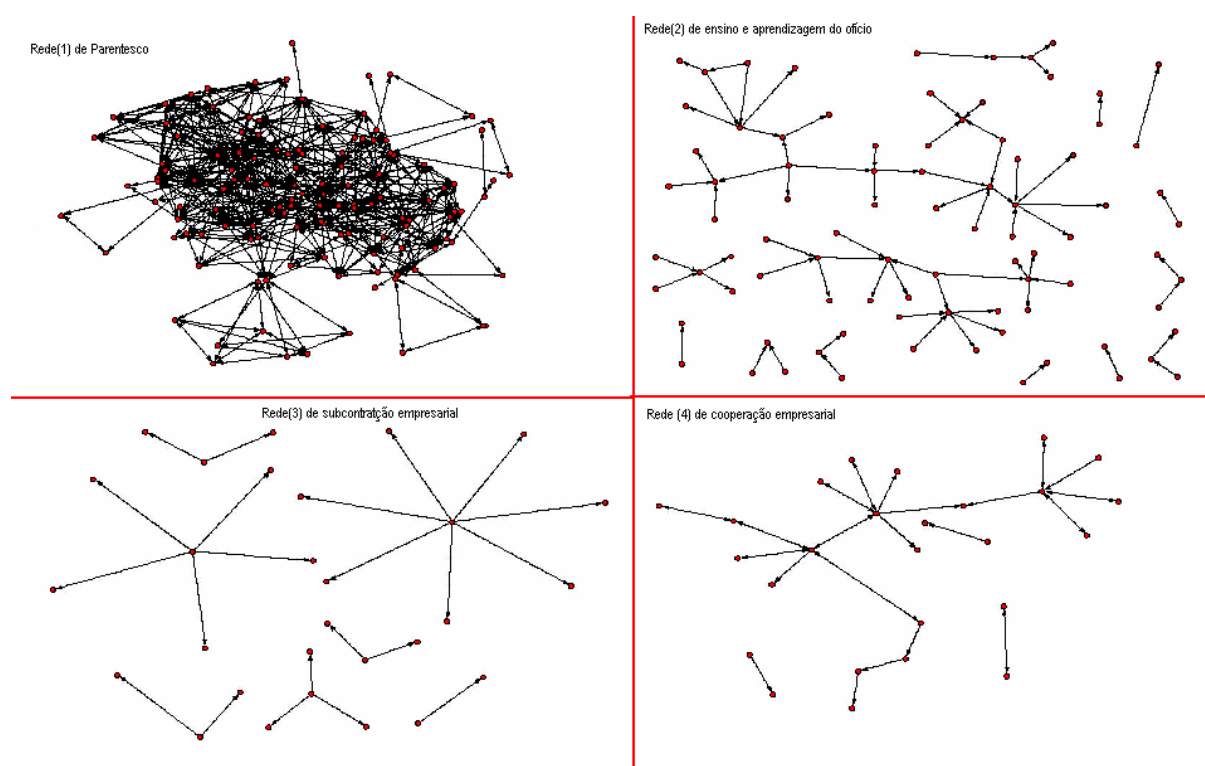 Rede(1) de Parentesco
Rede(2) de ensino e aprendizagem do ofício
Rede(3) de subcontratção empresarial
Rede (4) de cooperação empresarial